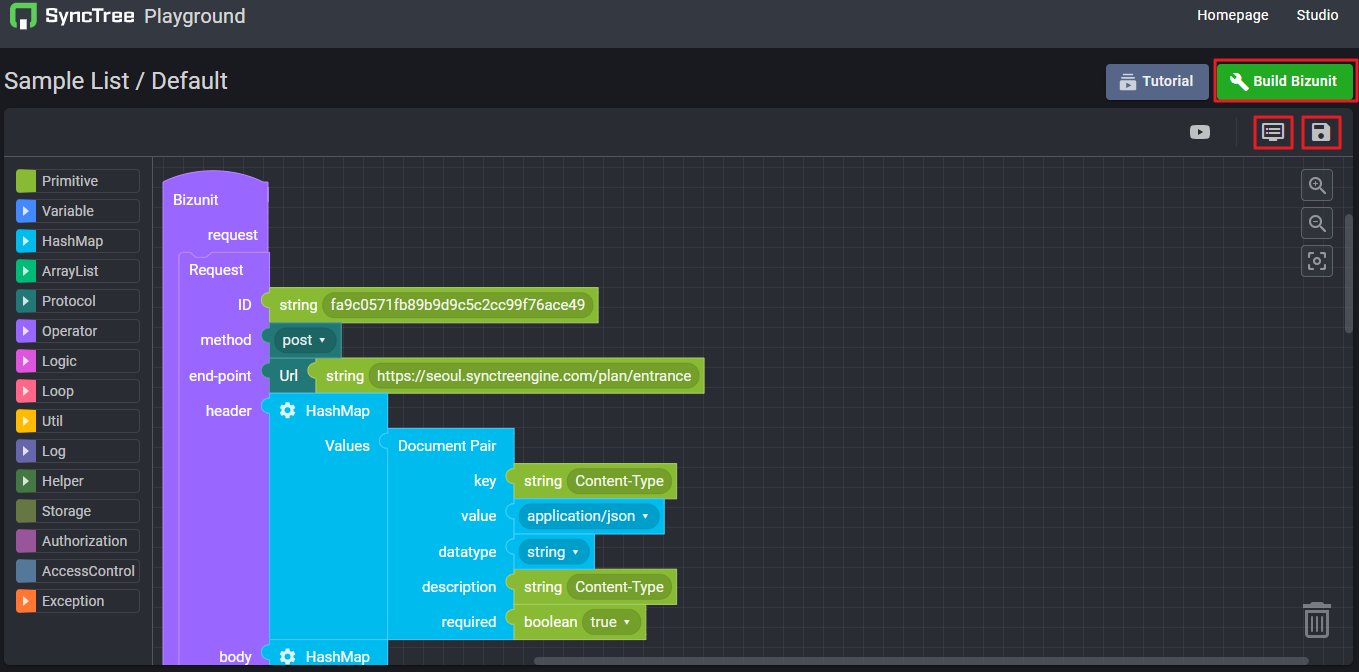 SyncTree Playground
Homepage Studio
Sample List / Default
Tutorial
Build Bizunit
Primitive
Variable
HashMap
ArrayList
Protocol
Operator
Logic
Loop
Util
Log
Helper
Storage
Authorization
AccessControl
Exception
Bizunit
request
Request
ID string fa9c0571fb89b9d9c5c2cc99f76ace49
method post
end-point Url string https://seoul.synctreengine.com/plan/entrance
header HashMap
Values Document Pair
key string Content-Type
value application/json
datatype string
description string Content-Type
required boolean true
body HashMap